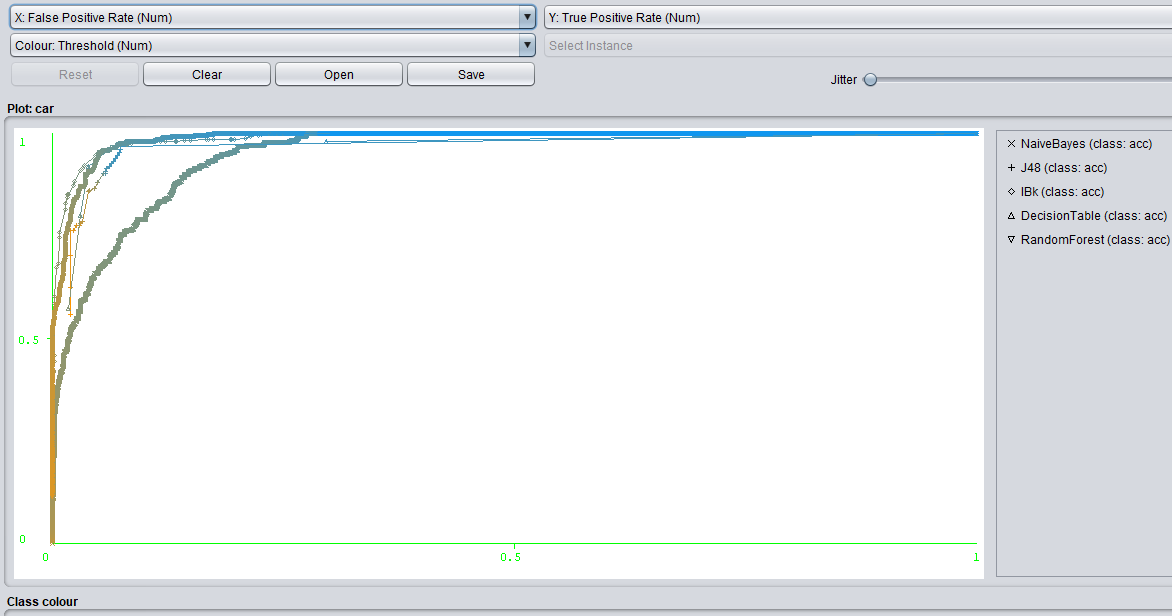 X: False Positive Rate (Num)
Y: True Positive Rate (Num)
Colour: Threshold (Num)
Select Instance
Reset
Clear
Open
Save
Jitter
Plot: car
1
0.5
0
0
0.5
1
NaiveBayes (class: acc)
J48 (class: acc)
IBk (class: acc)
DecisionTable (class: acc)
RandomForest (class: acc)
Class colour